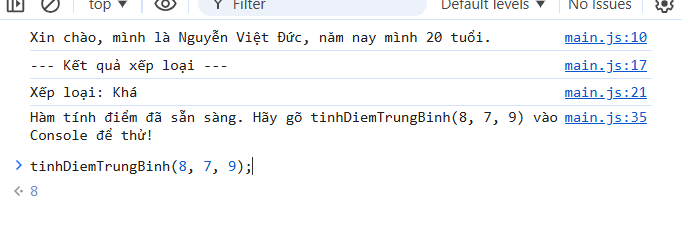 top ▾ Filter Default levels ▾ No Issues
Xin chào, mình là Nguyễn Việt Đức, năm nay mình 20 tuổi. main.js:10
--- Kết quả xếp loại --- main.js:17
Xếp loại: Khá main.js:21
Hàm tính điểm đã sẵn sàng. Hãy gõ tinhDiemTrungBinh(8, 7, 9) vào main.js:35
Console để thử!
tinhDiemTrungBinh(8, 7, 9);
8